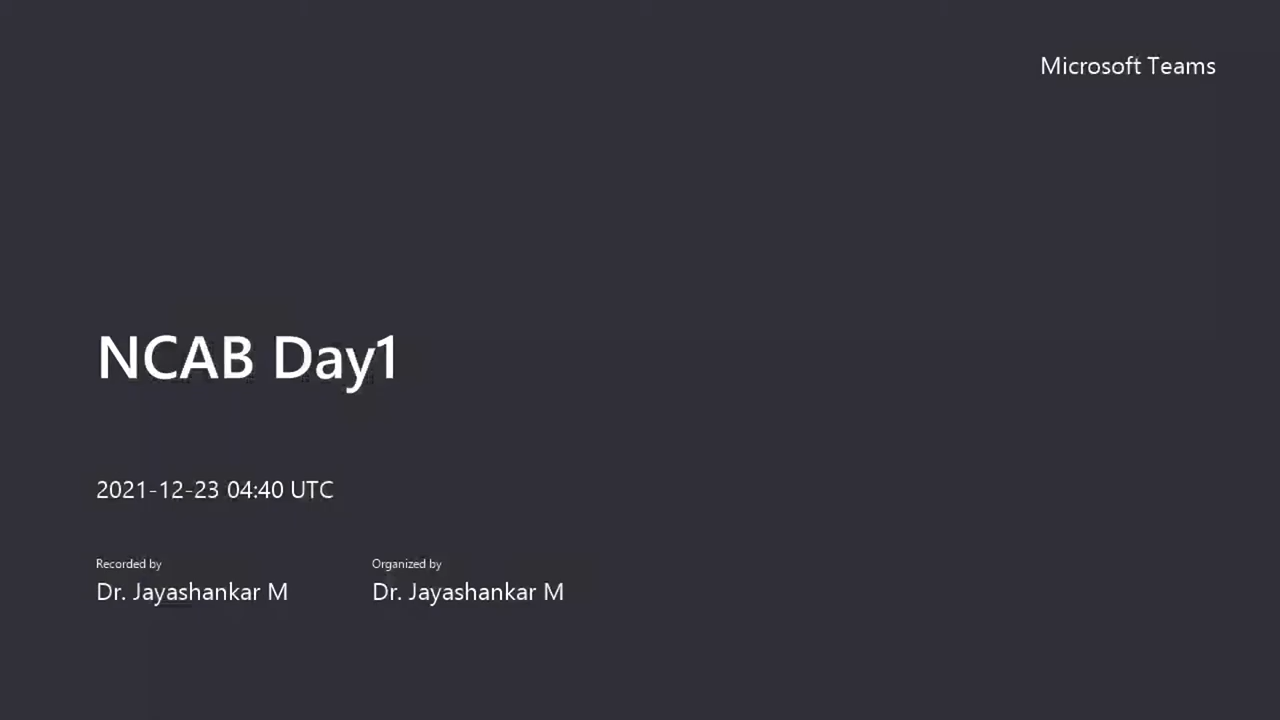 Microsoft Teams
NCAB Day1
2021-12-23 04:40 UTC
Recorded by
Dr. Jayashankar M
Organized by
Dr. Jayashankar M